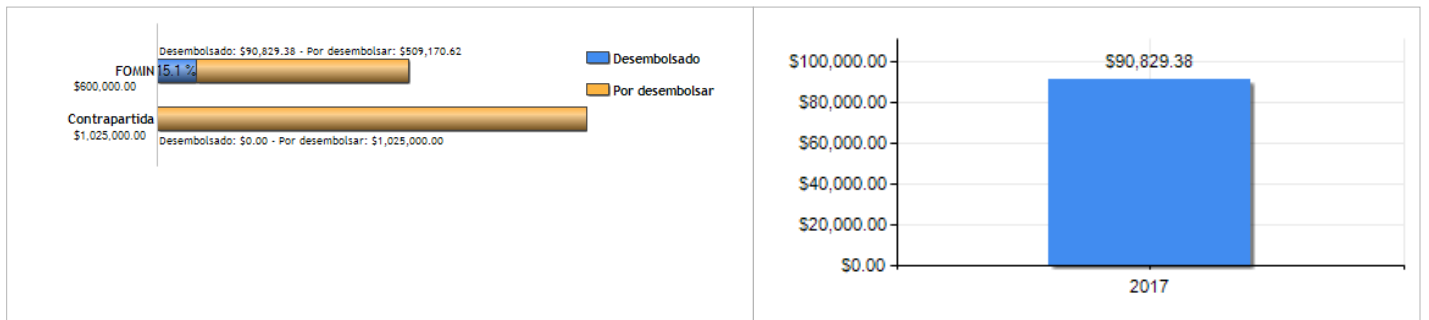 Desembolsado: $90,829.38 - Por desembolsar: $509,170.62
FOMIN
15.1 %
$600,000.00
Contrapartida
$1,025,000.00
Desembolsado: $0.00 - Por desembolsar: $1,025,000.00
Desembolsado
Por desembolsar
$100,000.00
$90,829.38
$80,000.00
$60,000.00
$40,000.00
$20,000.00
$0.00
2017